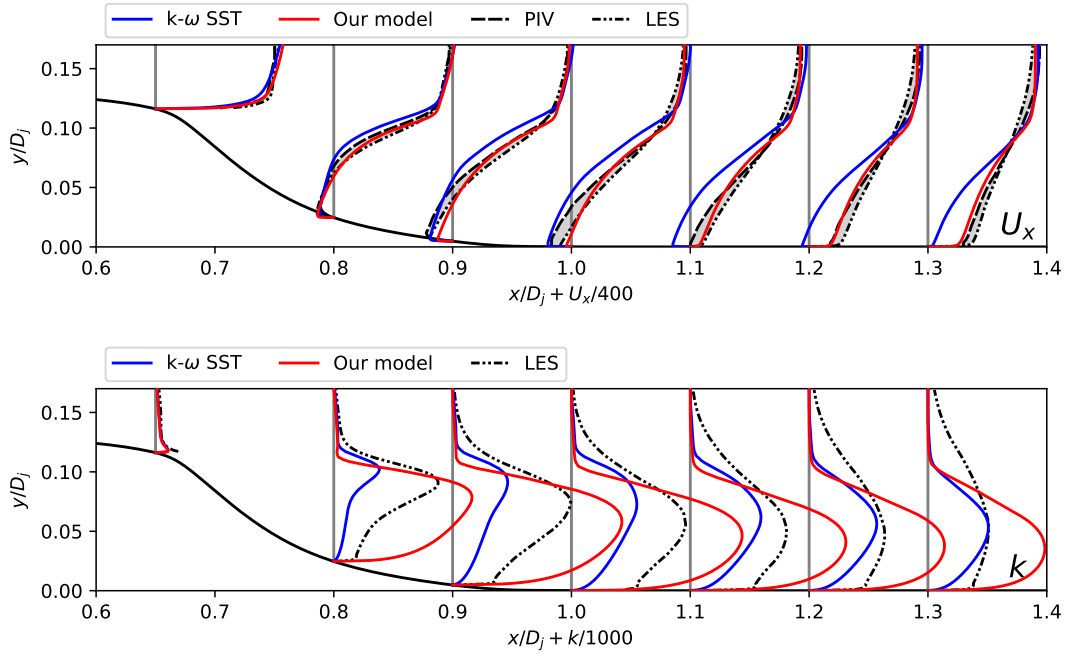 k-ω SST Our model PIV LES
0.15
0.10
0.05
0.00
y/D_j
U_x
0.6 0.7 0.8 0.9 1.0 1.1 1.2 1.3 1.4
x/D_j + U_x/400
k-ω SST Our model LES
0.15
0.10
0.05
0.00
y/D_j
k
0.6 0.7 0.8 0.9 1.0 1.1 1.2 1.3 1.4
x/D_j + k/1000